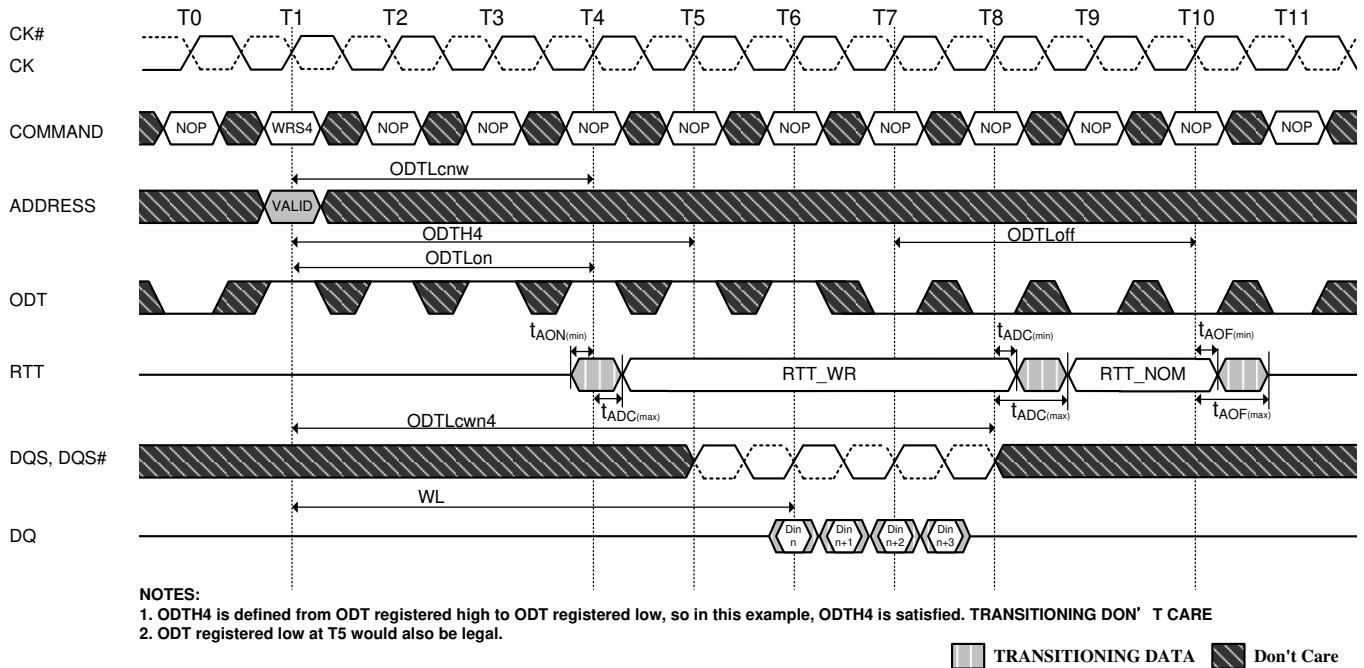 T0 T1 T2 T3 T4 T5 T6 T7 T8 T9 T10 T11
CK#
CK
COMMAND NOP WRS4 NOP NOP NOP NOP NOP NOP NOP NOP NOP NOP
ODTLcnw
ADDRESS VALID
ODTH4 ODTLoff
ODTLon
ODT
tAON(min) tADC(min) tAOF(min)
RTT RTT_WR RTT_NOM
tADC(max) tADC(max) tAOF(max)
ODTLcwn4
DQS, DQS#
WL
DQ Din n Din n+1 Din n+2 Din n+3
NOTES:
1. ODTH4 is defined from ODT registered high to ODT registered low, so in this example, ODTH4 is satisfied. TRANSITIONING DON' T CARE
2. ODT registered low at T5 would also be legal.
TRANSITIONING DATA Don't Care